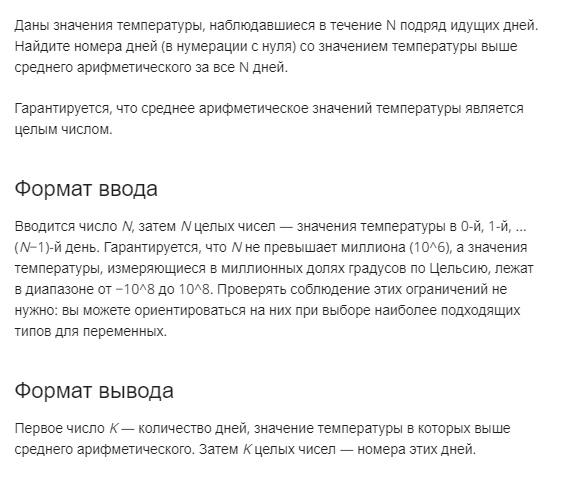 Даны значения температуры, наблюдавшиеся в течение N подряд идущих дней.
Найдите номера дней (в нумерации с нуля) со значением температуры выше
среднего арифметического за все N дней.
Гарантируется, что среднее арифметическое значений температуры является
целым числом.
Формат ввода
Вводится число N, затем N целых чисел — значения температуры в 0-й, 1-й, ...
(N−1)-й день. Гарантируется, что N не превышает миллиона (10^6), а значения
температуры, измеряющиеся в миллионных долях градусов по Цельсию, лежат
в диапазоне от −10^8 до 10^8. Проверять соблюдение этих ограничений не
нужно: вы можете ориентироваться на них при выборе наиболее подходящих
типов для переменных.
Формат вывода
Первое число K — количество дней, значение температуры в которых выше
среднего арифметического. Затем K целых чисел — номера этих дней.